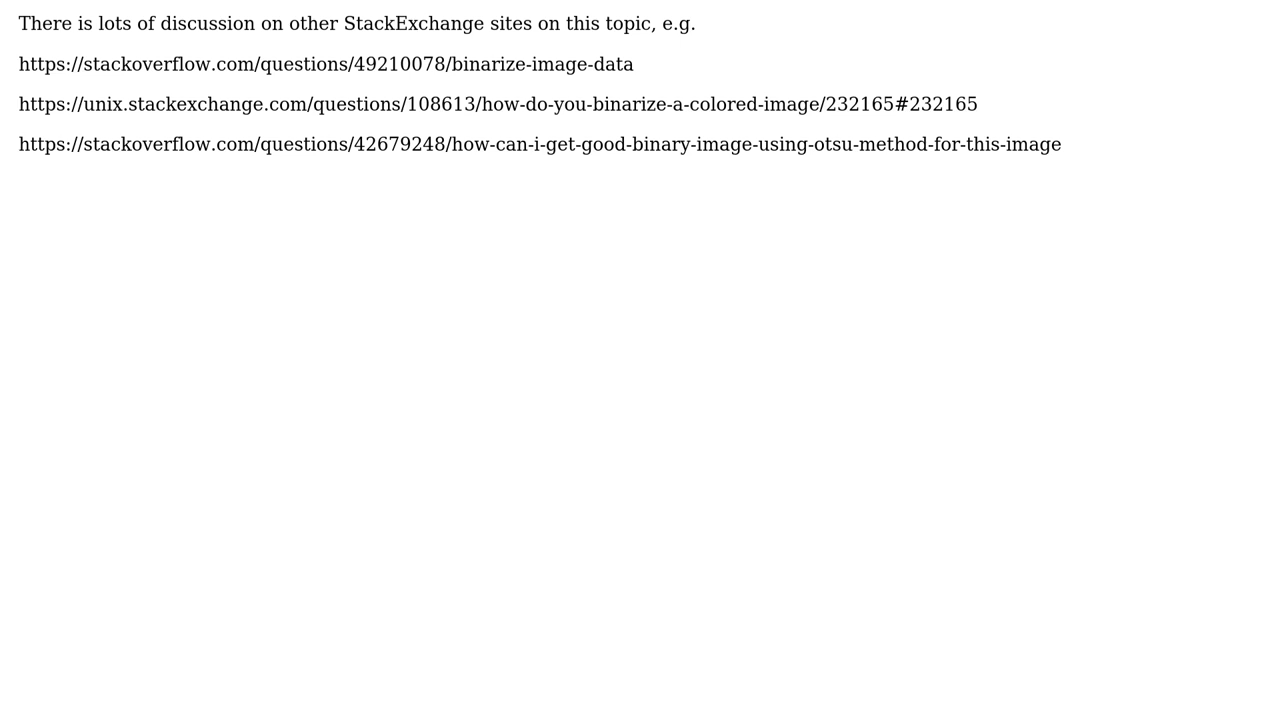 There is lots of discussion on other StackExchange sites on this topic, e.g.
https://stackoverflow.com/questions/49210078/binarize-image-data
https://unix.stackexchange.com/questions/108613/how-do-you-binarize-a-colored-image/232165#232165
https://stackoverflow.com/questions/42679248/how-can-i-get-good-binary-image-using-otsu-method-for-this-image